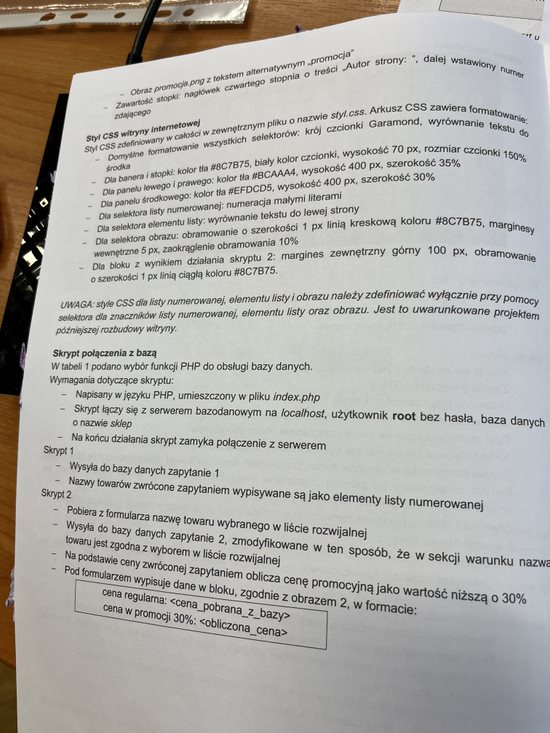 − Obraz promocja.png z tekstem alternatywnym „promocja”
− Zawartość stopki: nagłówek czwartego stopnia o treści „Autor strony: ”, dalej wstawiony numer
zdającego
Styl CSS witryny internetowej
Styl CSS zdefiniowany w całości w zewnętrznym pliku o nazwie styl.css. Arkusz CSS zawiera formatowanie:
− Domyślne formatowanie wszystkich selektorów: krój czcionki Garamond, wyrównanie tekstu do
środka
− Dla banera i stopki: kolor tła #8C7B75, biały kolor czcionki, wysokość 70 px, rozmiar czcionki 150%
− Dla panelu lewego i prawego: kolor tła #BCAAA4, wysokość 400 px, szerokość 35%
− Dla panelu środkowego: kolor tła #EFDCD5, wysokość 400 px, szerokość 30%
− Dla selektora listy numerowanej: numeracja małymi literami
− Dla selektora elementu listy: wyrównanie tekstu do lewej strony
− Dla selektora obrazu: obramowanie o szerokości 1 px linią kreskową koloru #8C7B75, marginesy
wewnętrzne 5 px, zaokrąglenie obramowania 10%
− Dla bloku z wynikiem działania skryptu 2: margines zewnętrzny górny 100 px, obramowanie
o szerokości 1 px linią ciągłą koloru #8C7B75.
UWAGA: style CSS dla listy numerowanej, elementu listy i obrazu należy zdefiniować wyłącznie przy pomocy
selektora dla znaczników listy numerowanej, elementu listy oraz obrazu. Jest to uwarunkowane projektem
późniejszej rozbudowy witryny.
Skrypt połączenia z bazą
W tabeli 1 podano wybór funkcji PHP do obsługi bazy danych.
Wymagania dotyczące skryptu:
− Napisany w języku PHP, umieszczony w pliku index.php
− Skrypt łączy się z serwerem bazodanowym na localhost, użytkownik root bez hasła, baza danych
o nazwie sklep
− Na końcu działania skrypt zamyka połączenie z serwerem
Skrypt 1
− Wysyła do bazy danych zapytanie 1
− Nazwy towarów zwrócone zapytaniem wypisywane są jako elementy listy numerowanej
Skrypt 2
− Pobiera z formularza nazwę towaru wybranego w liście rozwijalnej
− Wysyła do bazy danych zapytanie 2, zmodyfikowane w ten sposób, że w sekcji warunku nazwa
towaru jest zgodna z wyborem w liście rozwijalnej
− Na podstawie ceny zwróconej zapytaniem oblicza cenę promocyjną jako wartość niższą o 30%
− Pod formularzem wypisuje dane w bloku, zgodnie z obrazem 2, w formacie:
cena regularna: <cena_pobrana_z_bazy>
cena w promocji 30%: <obliczona_cena>